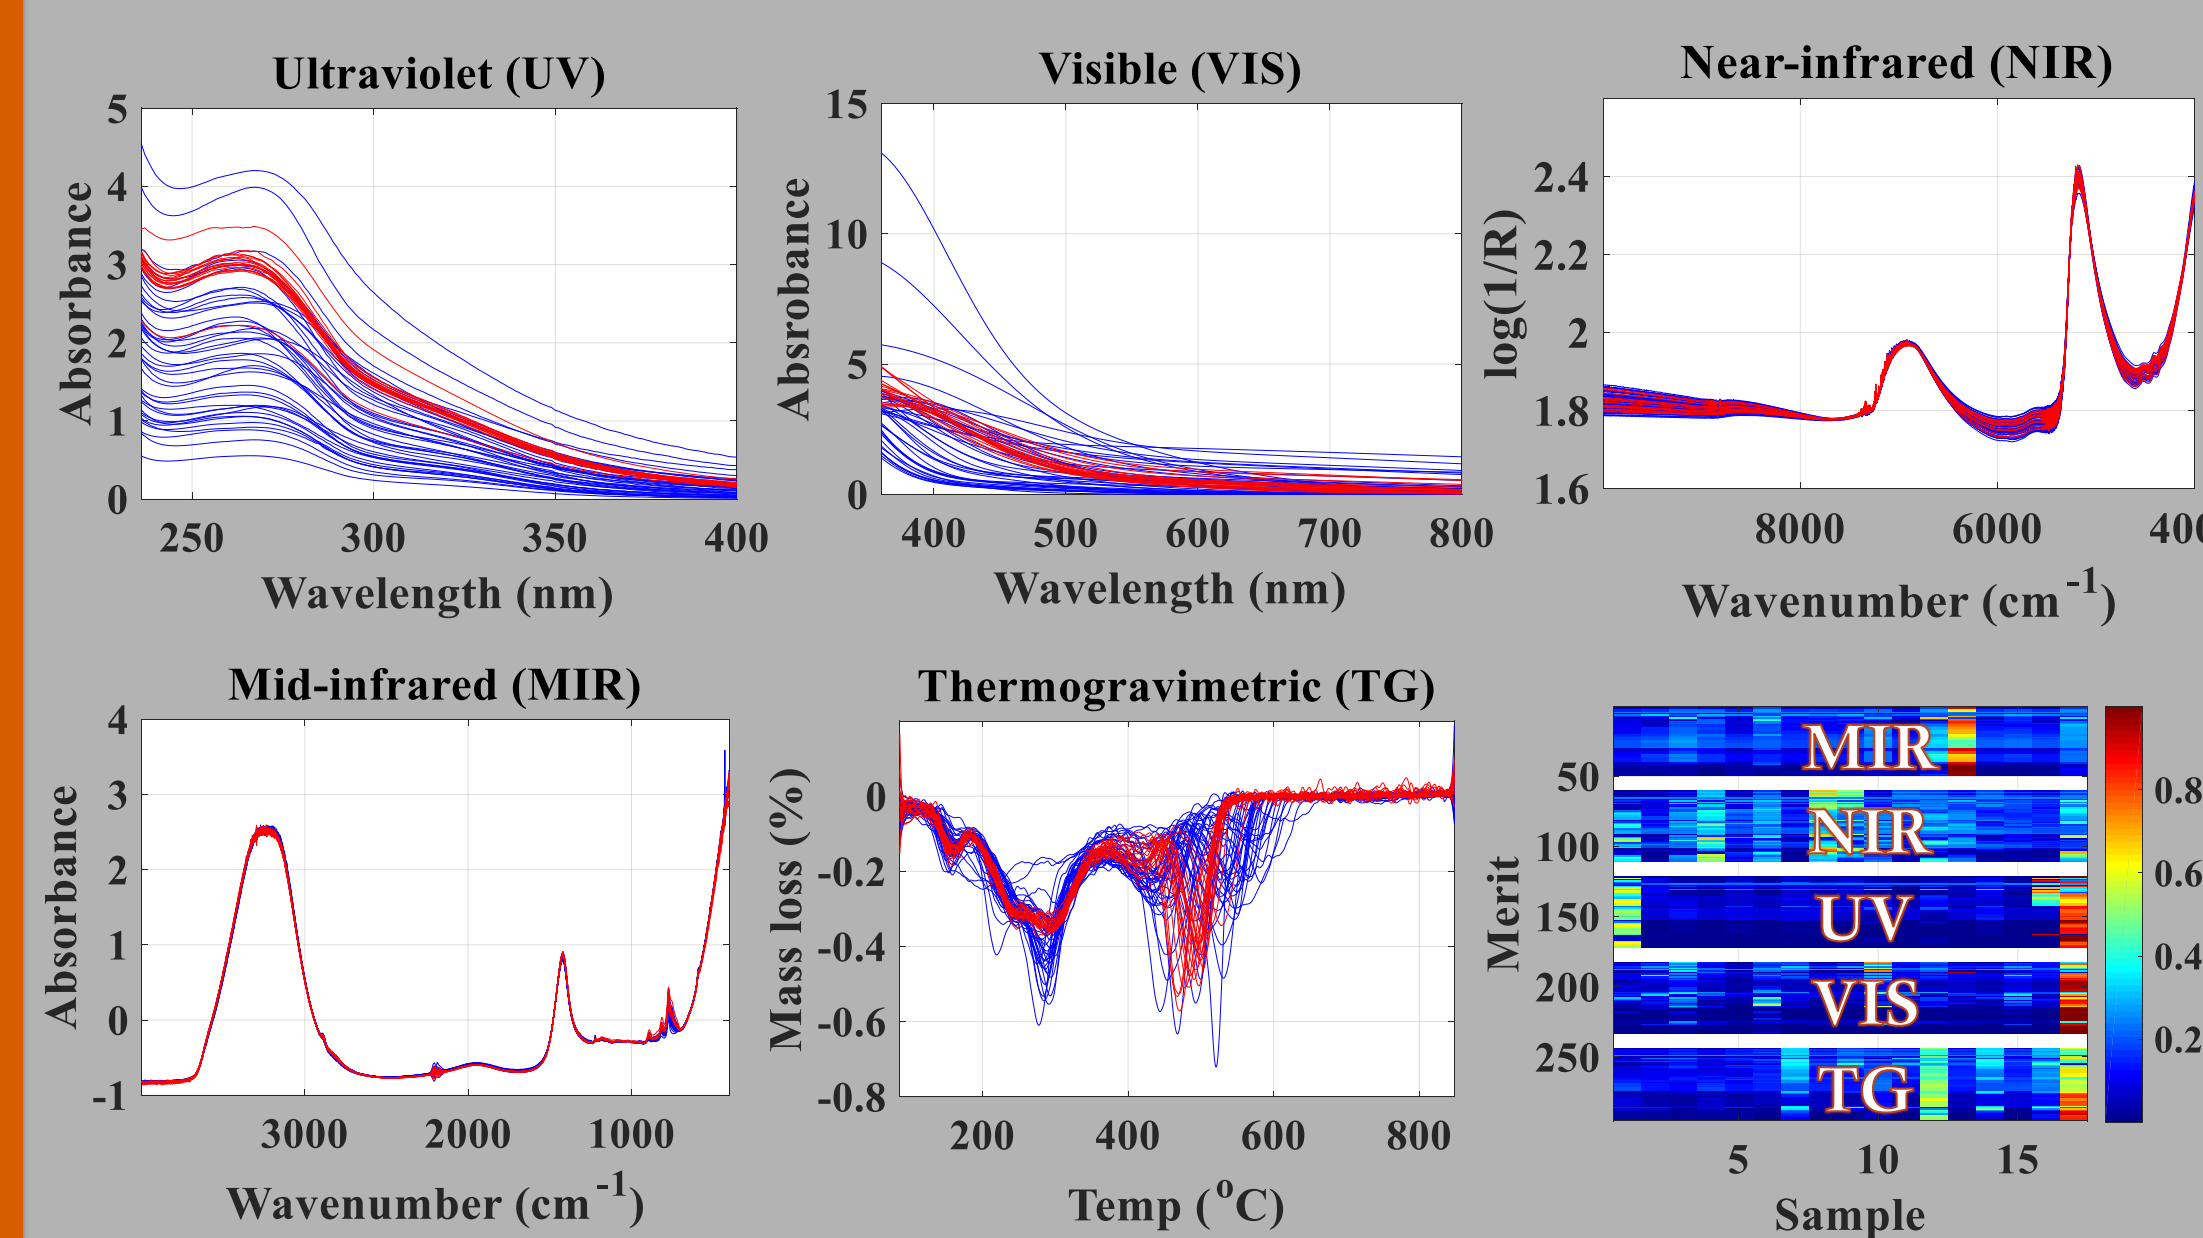 Ultraviolet (UV)
5
4
3
2
1
0
Absorbance
250 300 350 400
Wavelength (nm)
Visible (VIS)
15
10
5
0
Absrobance
400 500 600 700 800
Wavelength (nm)
Near-infrared (NIR)
2.4
2.2
2
1.8
1.6
log(1/R)
8000 6000 400
Wavenumber (cm-1)
Mid-infrared (MIR)
4
3
2
1
0
-1
Absorbance
3000 2000 1000
Wavenumber (cm-1)
Thermogravimetric (TG)
0
-0.2
-0.4
-0.6
-0.8
Mass loss (%)
200 400 600 800
Temp (oC)
MIR
NIR
UV
VIS
TG
50
100
150
200
250
Merit
5 10 15
Sample
0.8
0.6
0.4
0.2